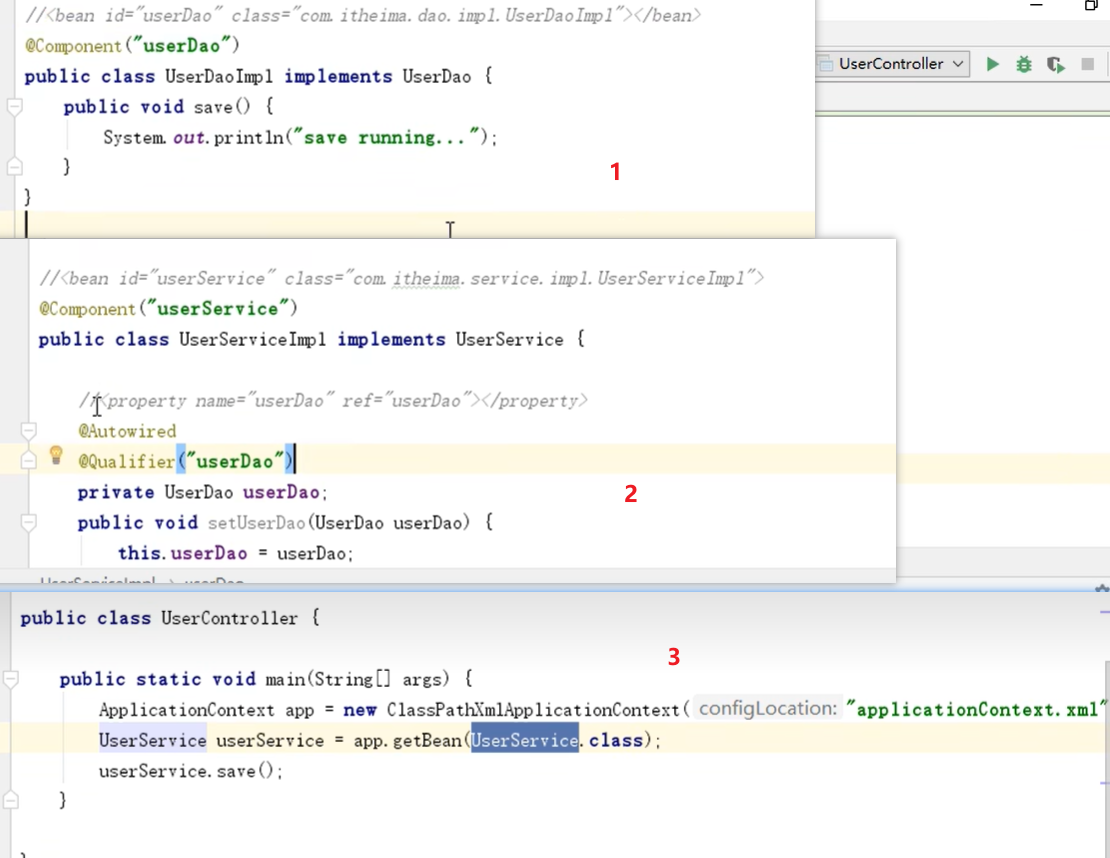 //<bean id="userDao" class="com.itheima.dao.impl.UserDaoImpl"></bean>
@Component("userDao")
public class UserDaoImpl implements UserDao {
UserController
public void save() {
System.out.println("save running...");
}
1
}
//<bean id="userService" class="com.itheima.service.impl.UserServiceImpl">
@Component("userService")
public class UserServiceImpl implements UserService {
//<property name="userDao" ref="userDao"></property>
@Autowired
@Qualifier("userDao")
private UserDao userDao;
2
public void setUserDao(UserDao userDao) {
this.userDao = userDao;
UserServiceImpl > userDao
public class UserController {
3
public static void main(String[] args) {
ApplicationContext app = new ClassPathXmlApplicationContext( configLocation: "applicationContext.xml"
UserService userService = app.getBean(UserService.class);
userService.save();
}
}